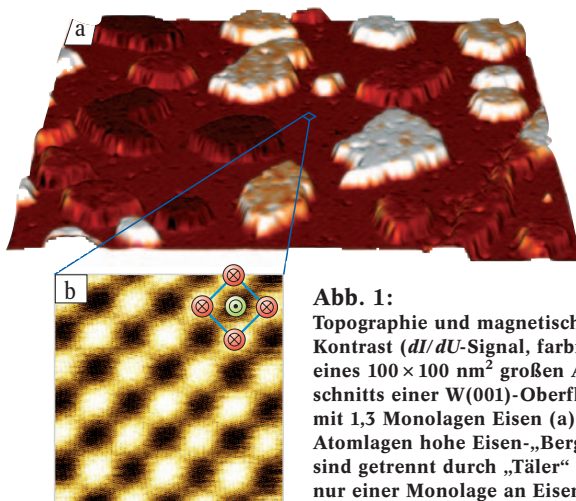 a
b
Abb. 1:
Topographie und magnetisch
Kontrast (dI/dU-Signal, farbi
eines 100 × 100 nm² großen A
schnitts einer W(001)-Oberfl
mit 1,3 Monolagen Eisen (a)
Atomlagen hohe Eisen-„Berg
sind getrennt durch „Täler“
nur einer Monolage an Eisen